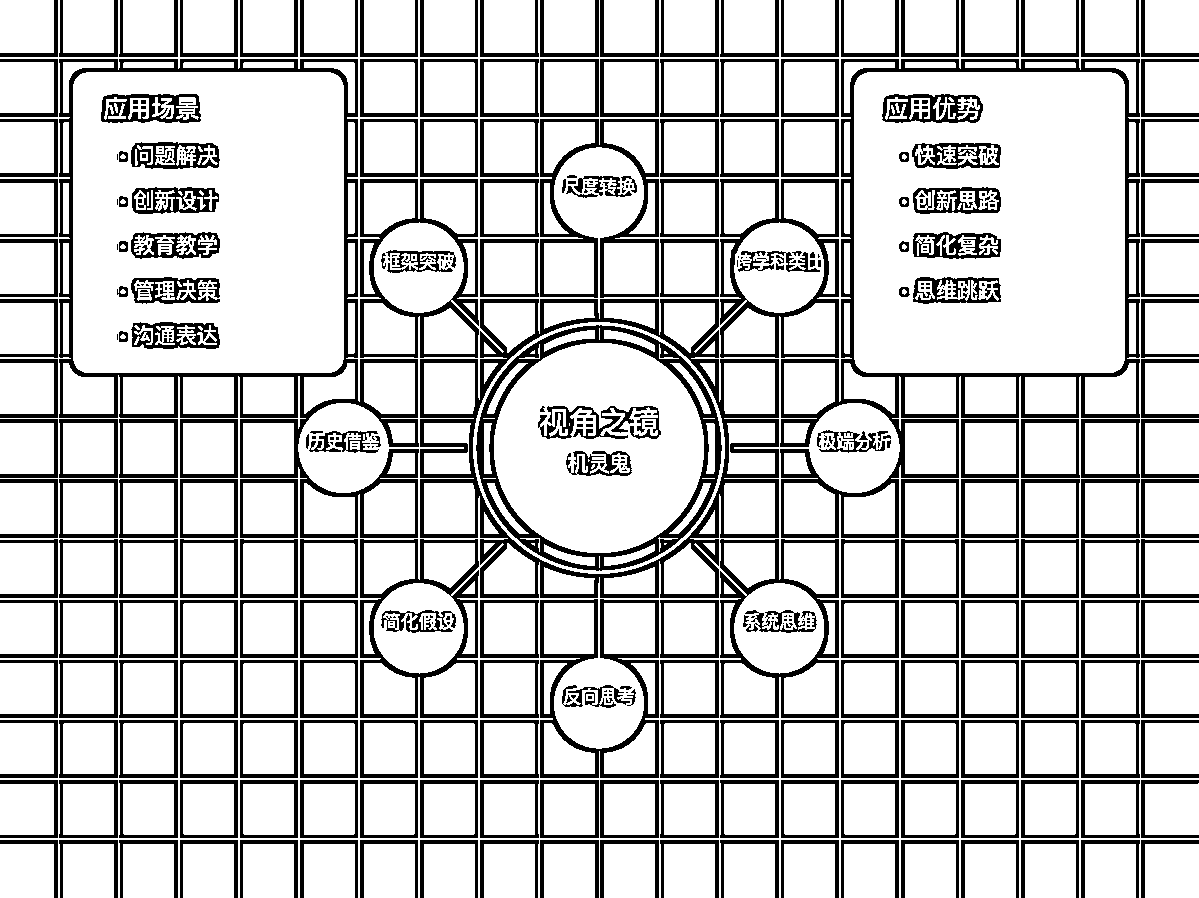 应用场景
问题解决
创新设计
教育教学
管理决策
沟通表达
应用优势
快速突破
创新思路
简化复杂
思维跳跃
尺度转换
框架突破
跨学科类比
视角之镜
机灵鬼
历史借鉴
极端分析
简化假设
系统思维
反向思考